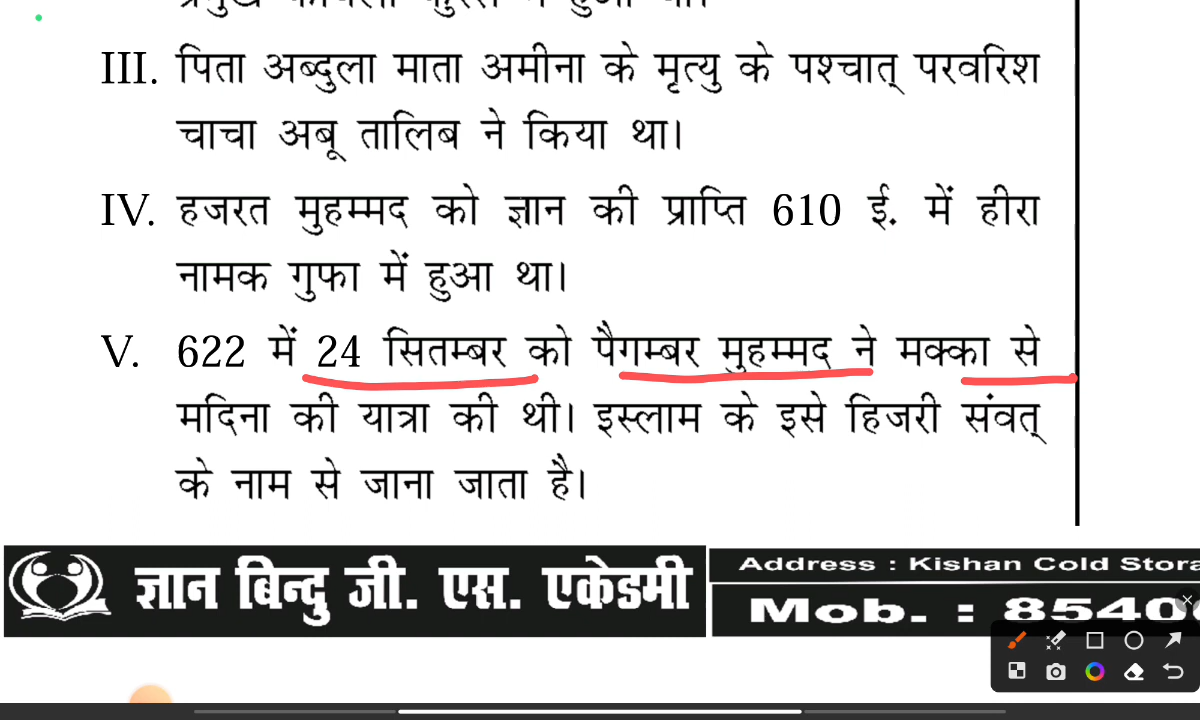 III. पिता अब्दुला माता अमीना के मृत्यु के पश्चात् परवरिश
चाचा अबू तालिब ने किया था।
IV. हजरत मुहम्मद को ज्ञान की प्राप्ति 610 ई. में हीरा
नामक गुफा में हुआ था।
V. 622 में 24 सितम्बर को पैगम्बर मुहम्मद ने मक्का से
मदिना की यात्रा की थी। इस्लाम के इसे हिजरी संवत्
के नाम से जाना जाता है।
ज्ञान बिन्दु जी. एस. एकेडमी
Address : Kishan Cold Stora
Mob. : 8540